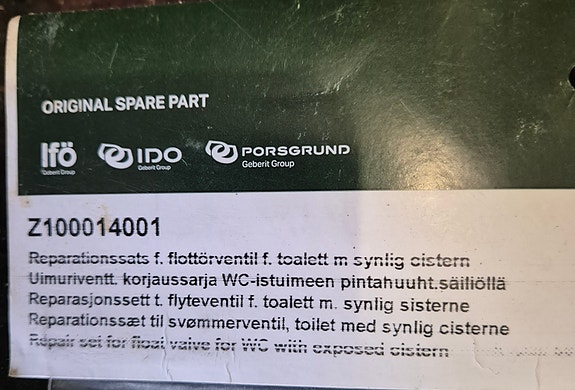 ORIGINAL SPARE PART
Ifö IDO PORSGRUND
Geberit Group Geberit Group Geberit Group
Z100014001
Reparationssats f. flottörventil f. toalett m synlig cistern
Uimuriventt. korjaussarja WC-istuimeen pintahuuht.säiliöllä
Reparasjonssett t. flyteventil f. toalett m. synlig sisterne
Reparationssæt til svømmerventil, toilet med synlig cisterne
Repair set for float valve for WC with exposed cistern